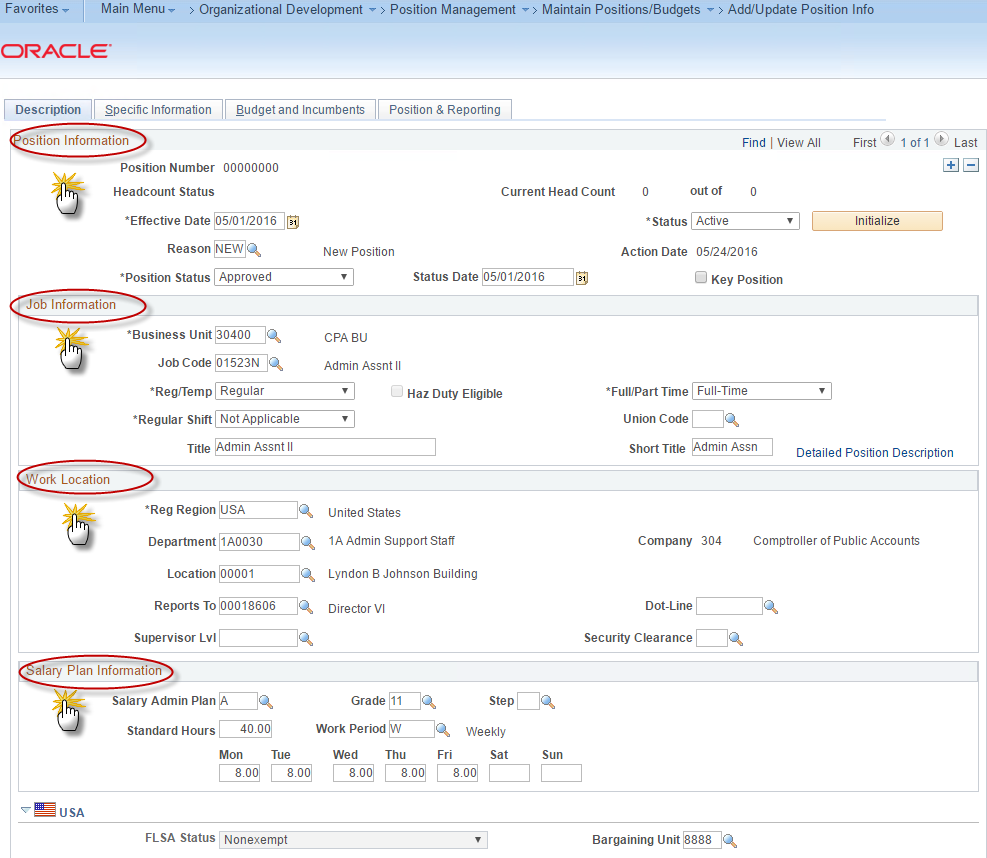 Favorites Main Menu > Organizational Development > Position Management > Maintain Positions/Budgets > Add/Update Position Info
ORACLE
Description Specific Information Budget and Incumbents Position & Reporting
Position Information Find | View All First 1 of 1 Last
Position Number 00000000
Headcount Status Current Head Count 0 out of 0
*Effective Date 05/01/2016 31 *Status Active Initialize
Reason NEW New Position Action Date 05/24/2016
*Position Status Approved Status Date 05/01/2016 31 Key Position
Job Information
*Business Unit 30400 CPA BU
Job Code 01523N Admin Assnt II
*Reg/Temp Regular Haz Duty Eligible *Full/Part Time Full-Time
*Regular Shift Not Applicable Union Code
Title Admin Assnt II Short Title Admin Assn Detailed Position Description
Work Location
*Reg Region USA United States
Department 1A0030 1A Admin Support Staff Company 304 Comptroller of Public Accounts
Location 00001 Lyndon B Johnson Building
Reports To 00018606 Director VI Dot-Line
Supervisor Lvl Security Clearance
Salary Plan Information
Salary Admin Plan A Grade 11 Step
Standard Hours 40.00 Work Period W Weekly
Mon Tue Wed Thu Fri Sat Sun
8.00 8.00 8.00 8.00 8.00
USA
FLSA Status Nonexempt Bargaining Unit 8888